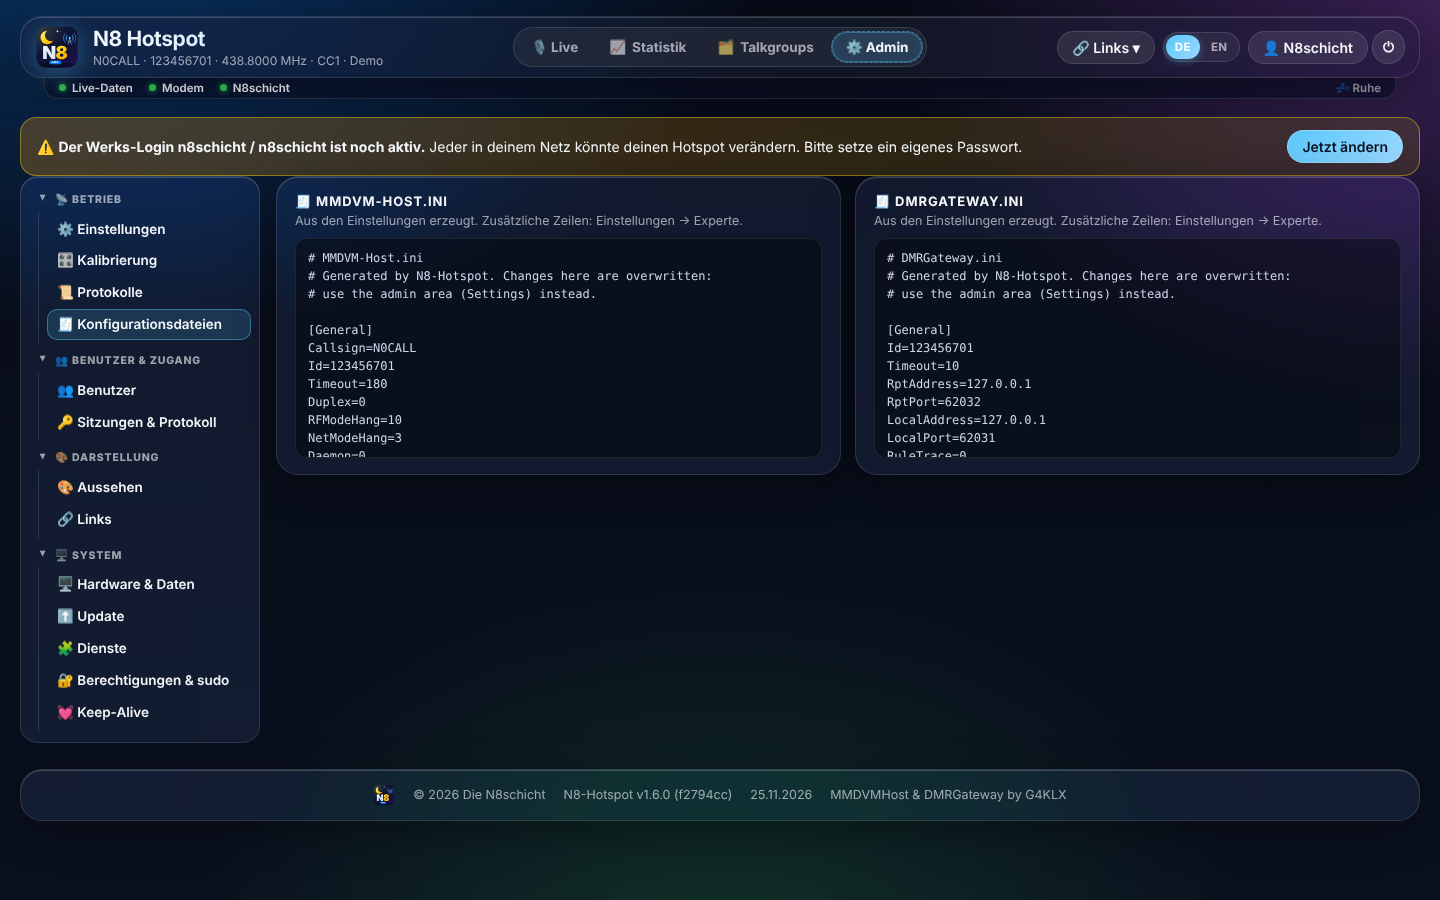 N8 Hotspot
N0CALL · 123456701 · 438.8000 MHz · CC1 · Demo
Live
Statistik
Talkgroups
Admin
Links ▾
DE
EN
N8schicht
Live-Daten
Modem
N8schicht
Ruhe
Der Werks-Login n8schicht / n8schicht ist noch aktiv. Jeder in deinem Netz könnte deinen Hotspot verändern. Bitte setze ein eigenes Passwort.
Jetzt ändern
BETRIEB
Einstellungen
Kalibrierung
Protokolle
Konfigurationsdateien
BENUTZER & ZUGANG
Benutzer
Sitzungen & Protokoll
DARSTELLUNG
Aussehen
Links
SYSTEM
Hardware & Daten
Update
Dienste
Berechtigungen & sudo
Keep-Alive
MMDVM-HOST.INI
Aus den Einstellungen erzeugt. Zusätzliche Zeilen: Einstellungen → Experte.
# MMDVM-Host.ini
# Generated by N8-Hotspot. Changes here are overwritten:
# use the admin area (Settings) instead.
[General]
Callsign=N0CALL
Id=123456701
Timeout=180
Duplex=0
RFModeHang=10
NetModeHang=3
Daemon=0
DMRGATEWAY.INI
Aus den Einstellungen erzeugt. Zusätzliche Zeilen: Einstellungen → Experte.
# DMRGateway.ini
# Generated by N8-Hotspot. Changes here are overwritten:
# use the admin area (Settings) instead.
[General]
Id=123456701
Timeout=10
RptAddress=127.0.0.1
RptPort=62032
LocalAddress=127.0.0.1
LocalPort=62031
RuleTrace=0
N8
© 2026 Die N8schicht
N8-Hotspot v1.6.0 (f2794cc)
25.11.2026
MMDVMHost & DMRGateway by G4KLX